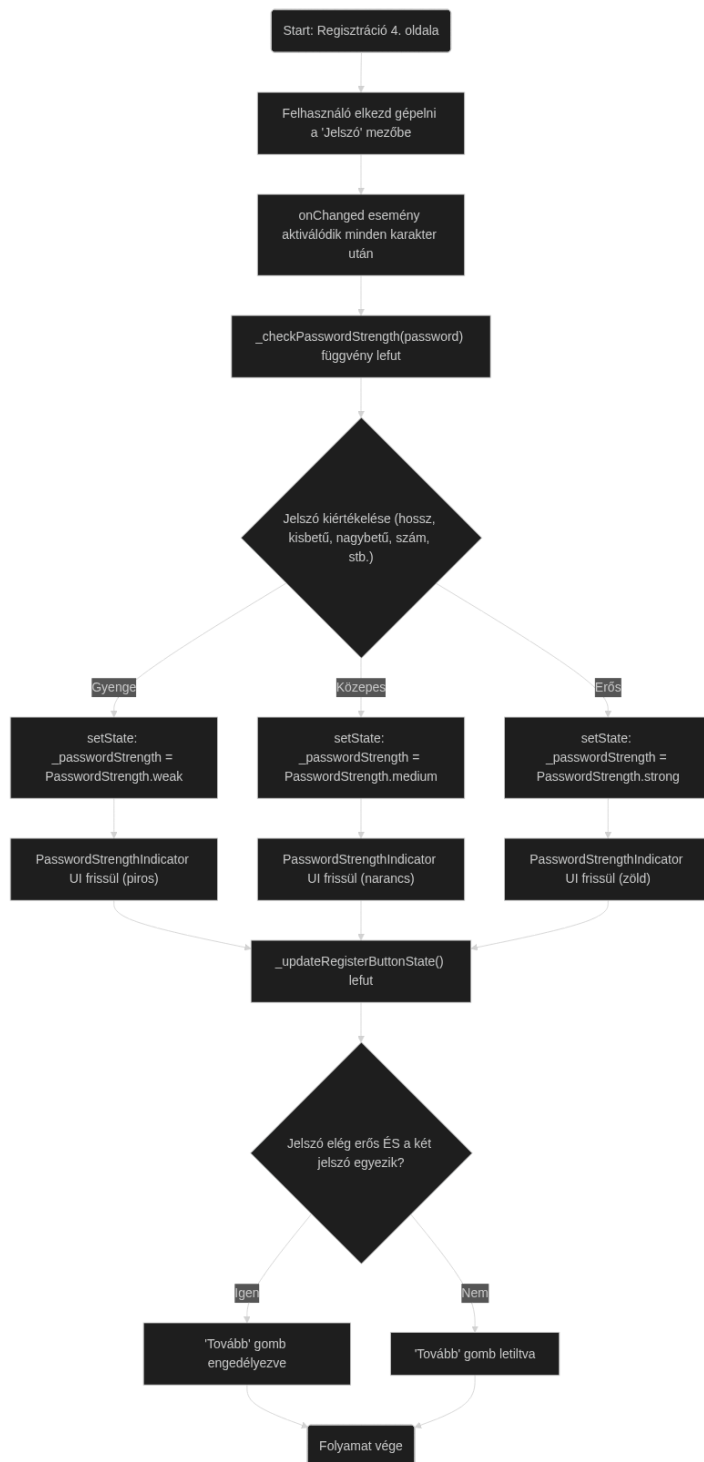 Start: Regisztráció 4. oldala
Felhasználó elkezd gépelni
a 'Jelszó' mezőbe
onChanged esemény
aktiválódik minden karakter
után
_checkPasswordStrength(password)
függvény lefut
Jelszó kiértékelése (hossz,
kisbetű, nagybetű, szám,
stb.)
Gyenge
Közepes
Erős
setState:
_passwordStrength =
PasswordStrength.weak
setState:
_passwordStrength =
PasswordStrength.medium
setState:
_passwordStrength =
PasswordStrength.strong
PasswordStrengthIndicator
UI frissül (piros)
PasswordStrengthIndicator
UI frissül (narancs)
PasswordStrengthIndicator
UI frissül (zöld)
_updateRegisterButtonState()
lefut
Jelszó elég erős ÉS a két
jelszó egyezik?
Igen
Nem
'Tovább' gomb
engedélyezve
'Tovább' gomb letiltva
Folyamat vége